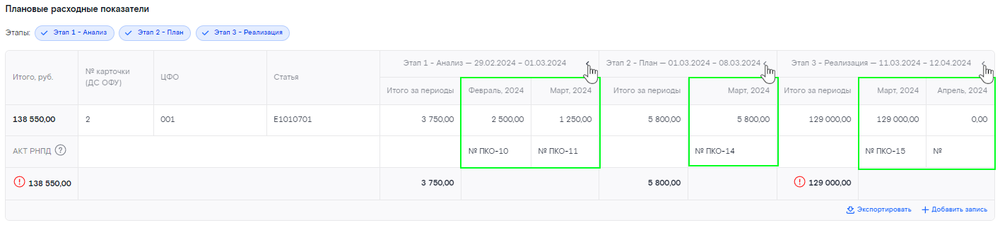 Плановые расходные показатели
Этапы: Этап 1 - Анализ Этап 2 - План Этап 3 - Реализация
Итого, руб. № карточки (ДС ОФУ) ЦФО Статья Этап 1 - Анализ — 29.02.2024 – 01.03.2024 Этап 2 - План — 01.03.2024 – 08.03.2024 Этап 3 - Реализация — 11.03.2024 – 12.04.2024
Итого за периоды Февраль, 2024 Март, 2024 Итого за периоды Март, 2024 Итого за периоды Март, 2024 Апрель, 2024
138 550,00 2 001 E1010701 3 750,00 2 500,00 1 250,00 5 800,00 5 800,00 129 000,00 129 000,00 0,00
АКТ РНПД ? № ПКО-10 № ПКО-11 № ПКО-14 № ПКО-15 №
138 550,00 3 750,00 5 800,00 129 000,00
Экспортировать Добавить запись